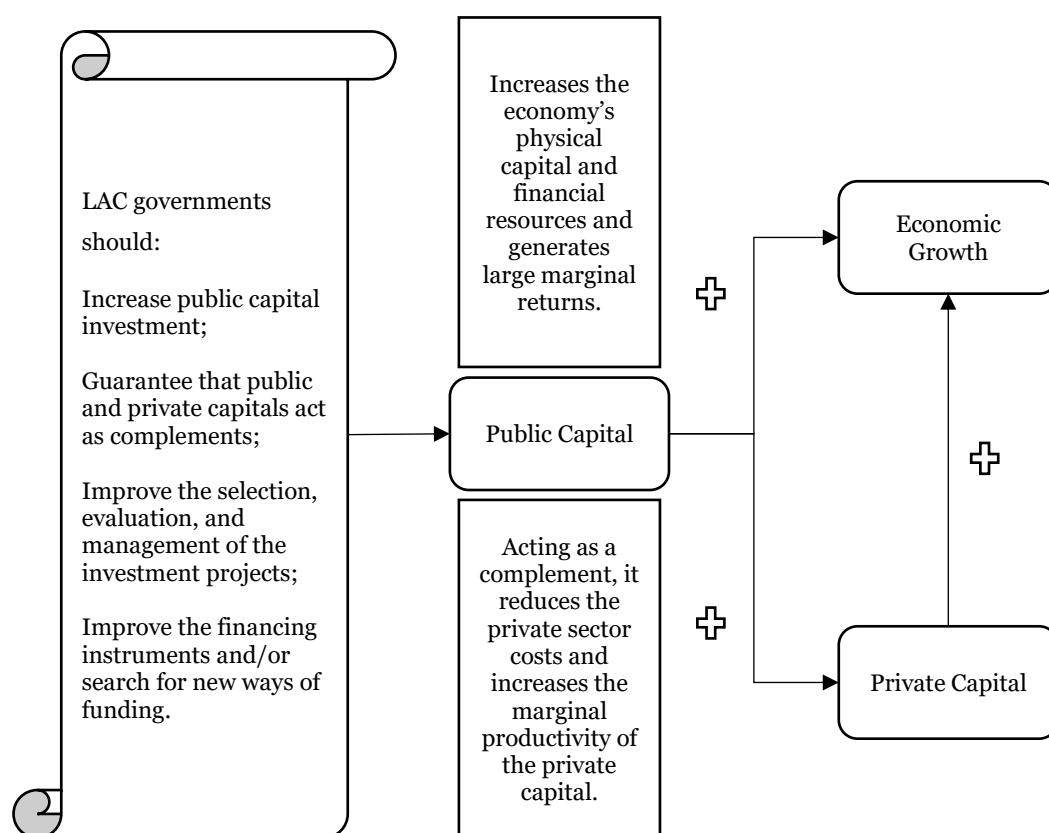 LAC governments
should:
Increase public capital
investment;
Guarantee that public
and private capitals act
as complements;
Improve the selection,
evaluation, and
management of the
investment projects;
Improve the financing
instruments and/or
search for new ways of
funding.
Increases the
economy’s
physical
capital and
financial
resources and
generates
large marginal
returns.
Public Capital
Acting as a
complement, it
reduces the
private sector
costs and
increases the
marginal
productivity of
the private
capital.
Economic
Growth
Private Capital